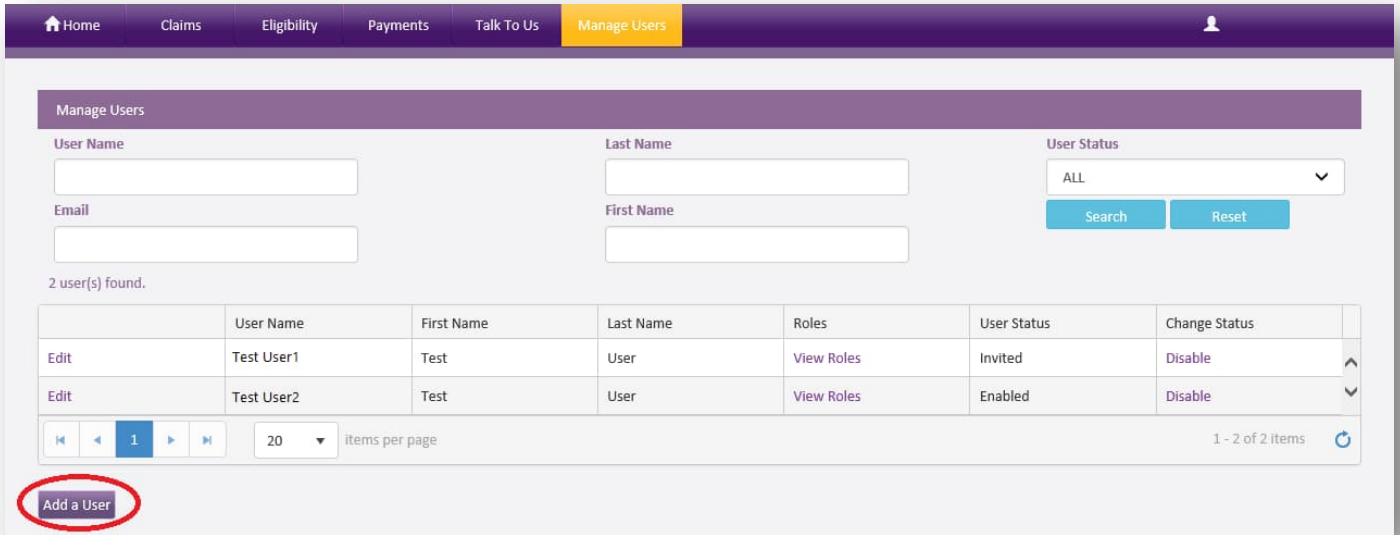 Home Claims Eligibility Payments Talk To Us Manage Users
Manage Users
User Name Last Name User Status
ALL
Email First Name Search Reset
2 user(s) found.
User Name First Name Last Name Roles User Status Change Status
Edit Test User1 Test User View Roles Invited Disable
Edit Test User2 Test User View Roles Enabled Disable
1 20 items per page 1 - 2 of 2 items
Add a User